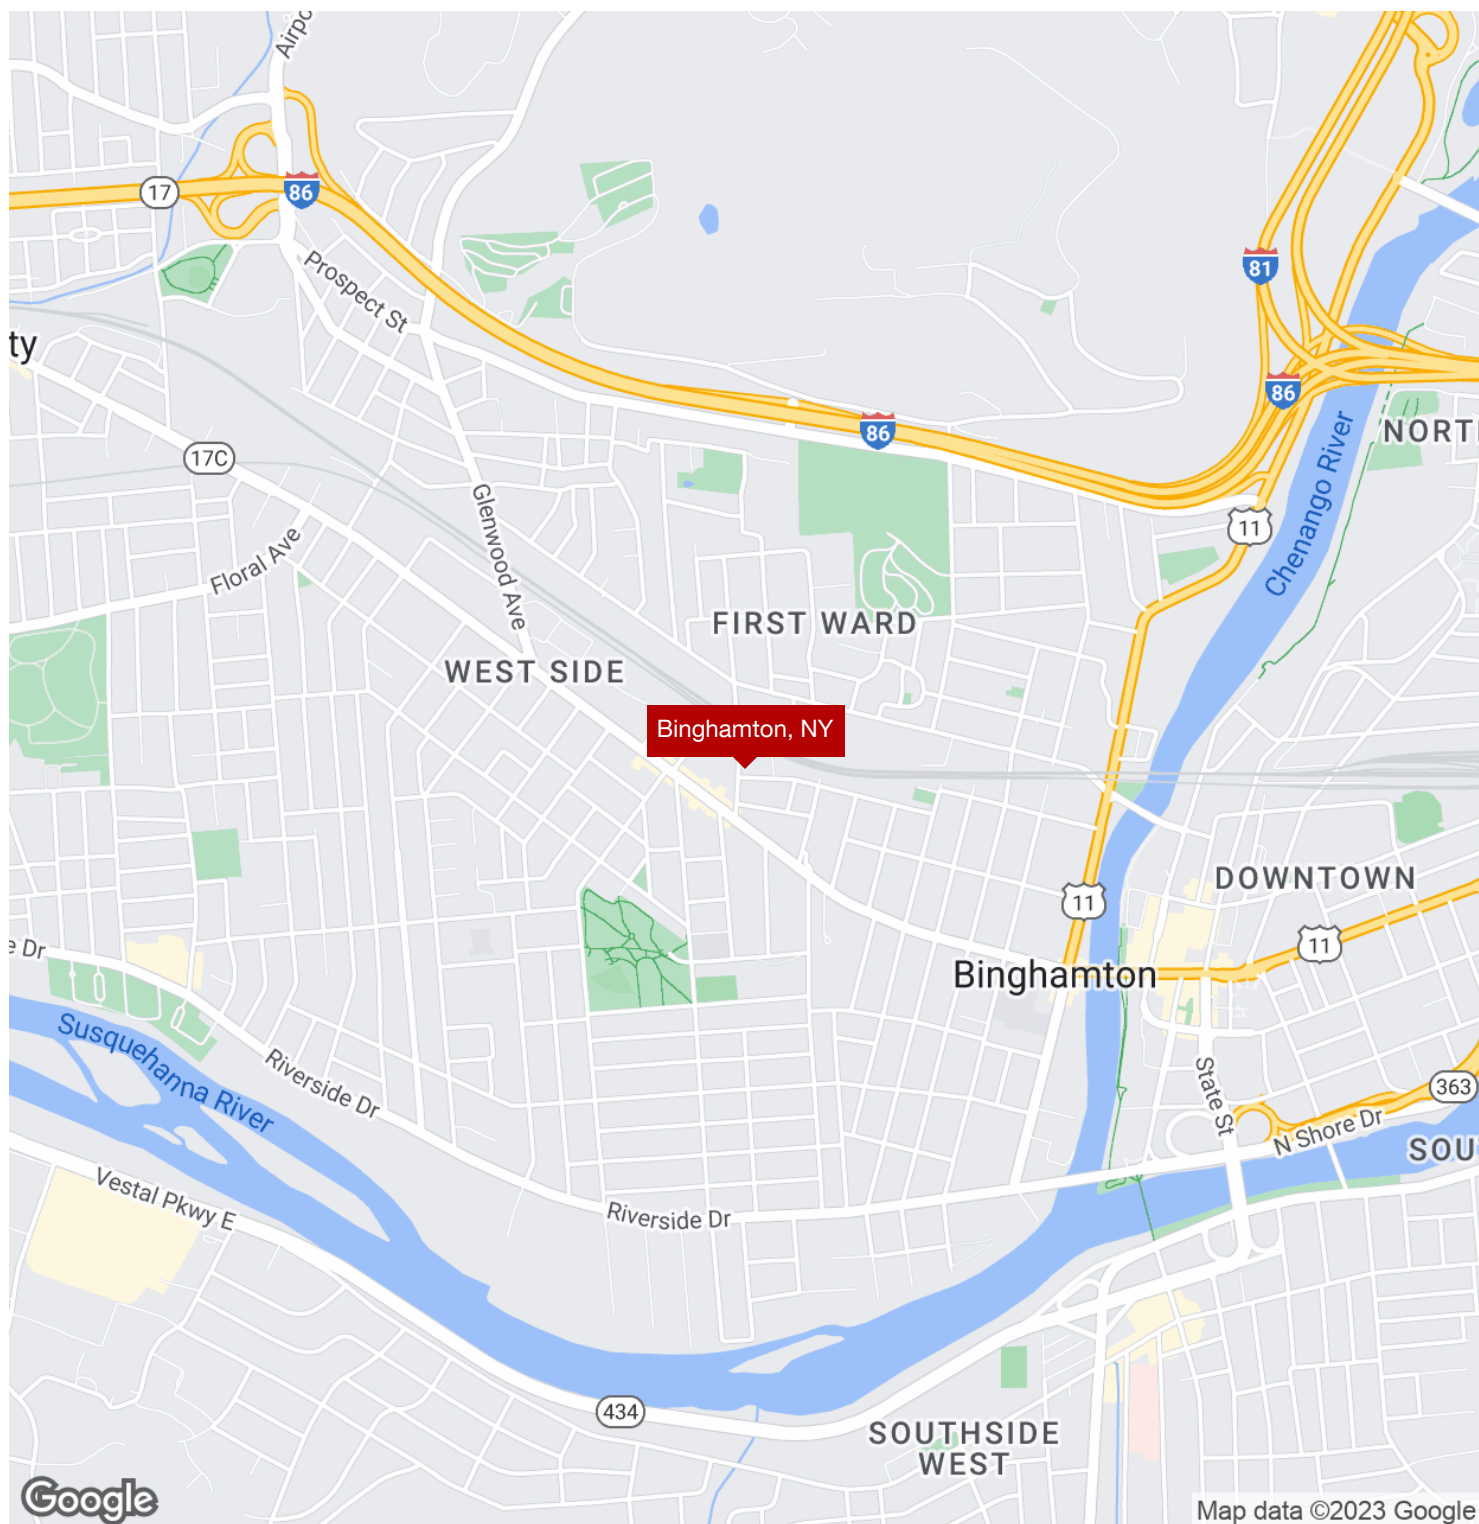 Airpo
17
86
81
Prospect St
ty
86
86
NORT
17C
11
Chenango River
Glenwood Ave
Floral Ave
FIRST WARD
WEST SIDE
Binghamton, NY
DOWNTOWN
11
11
e Dr
Binghamton
Susquehanna River
Riverside Dr
State St
363
N Shore Dr
SOU
Vestal Pkwy E
Riverside Dr
434
SOUTHSIDE
WEST
Google
Map data ©2023 Google